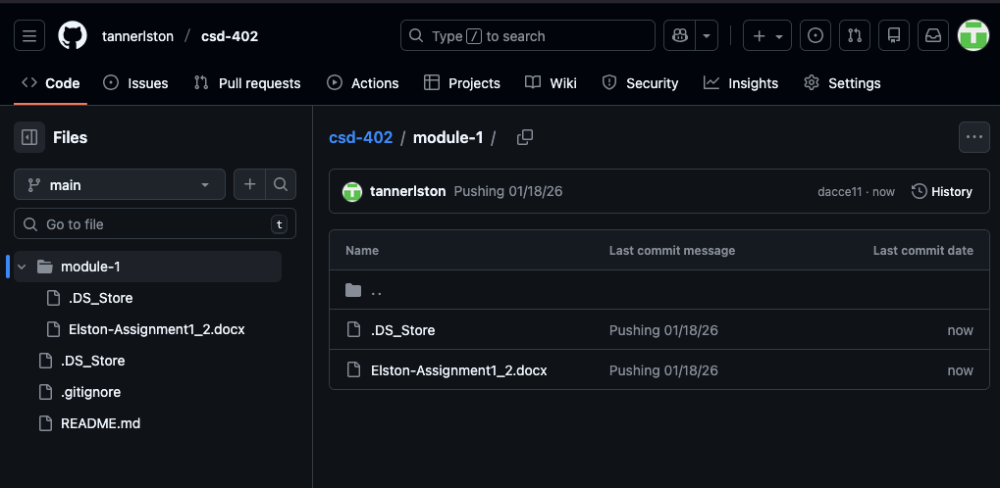 tannerlston / csd-402
Type / to search
Code
Issues
Pull requests
Actions
Projects
Wiki
Security
Insights
Settings
Files
main
Go to file
t
module-1
.DS_Store
Elston-Assignment1_2.docx
.DS_Store
.gitignore
README.md
csd-402 / module-1 /
tannerlston Pushing 01/18/26
dacce11 · now
History
Name Last commit message Last commit date
..
.DS_Store Pushing 01/18/26 now
Elston-Assignment1_2.docx Pushing 01/18/26 now